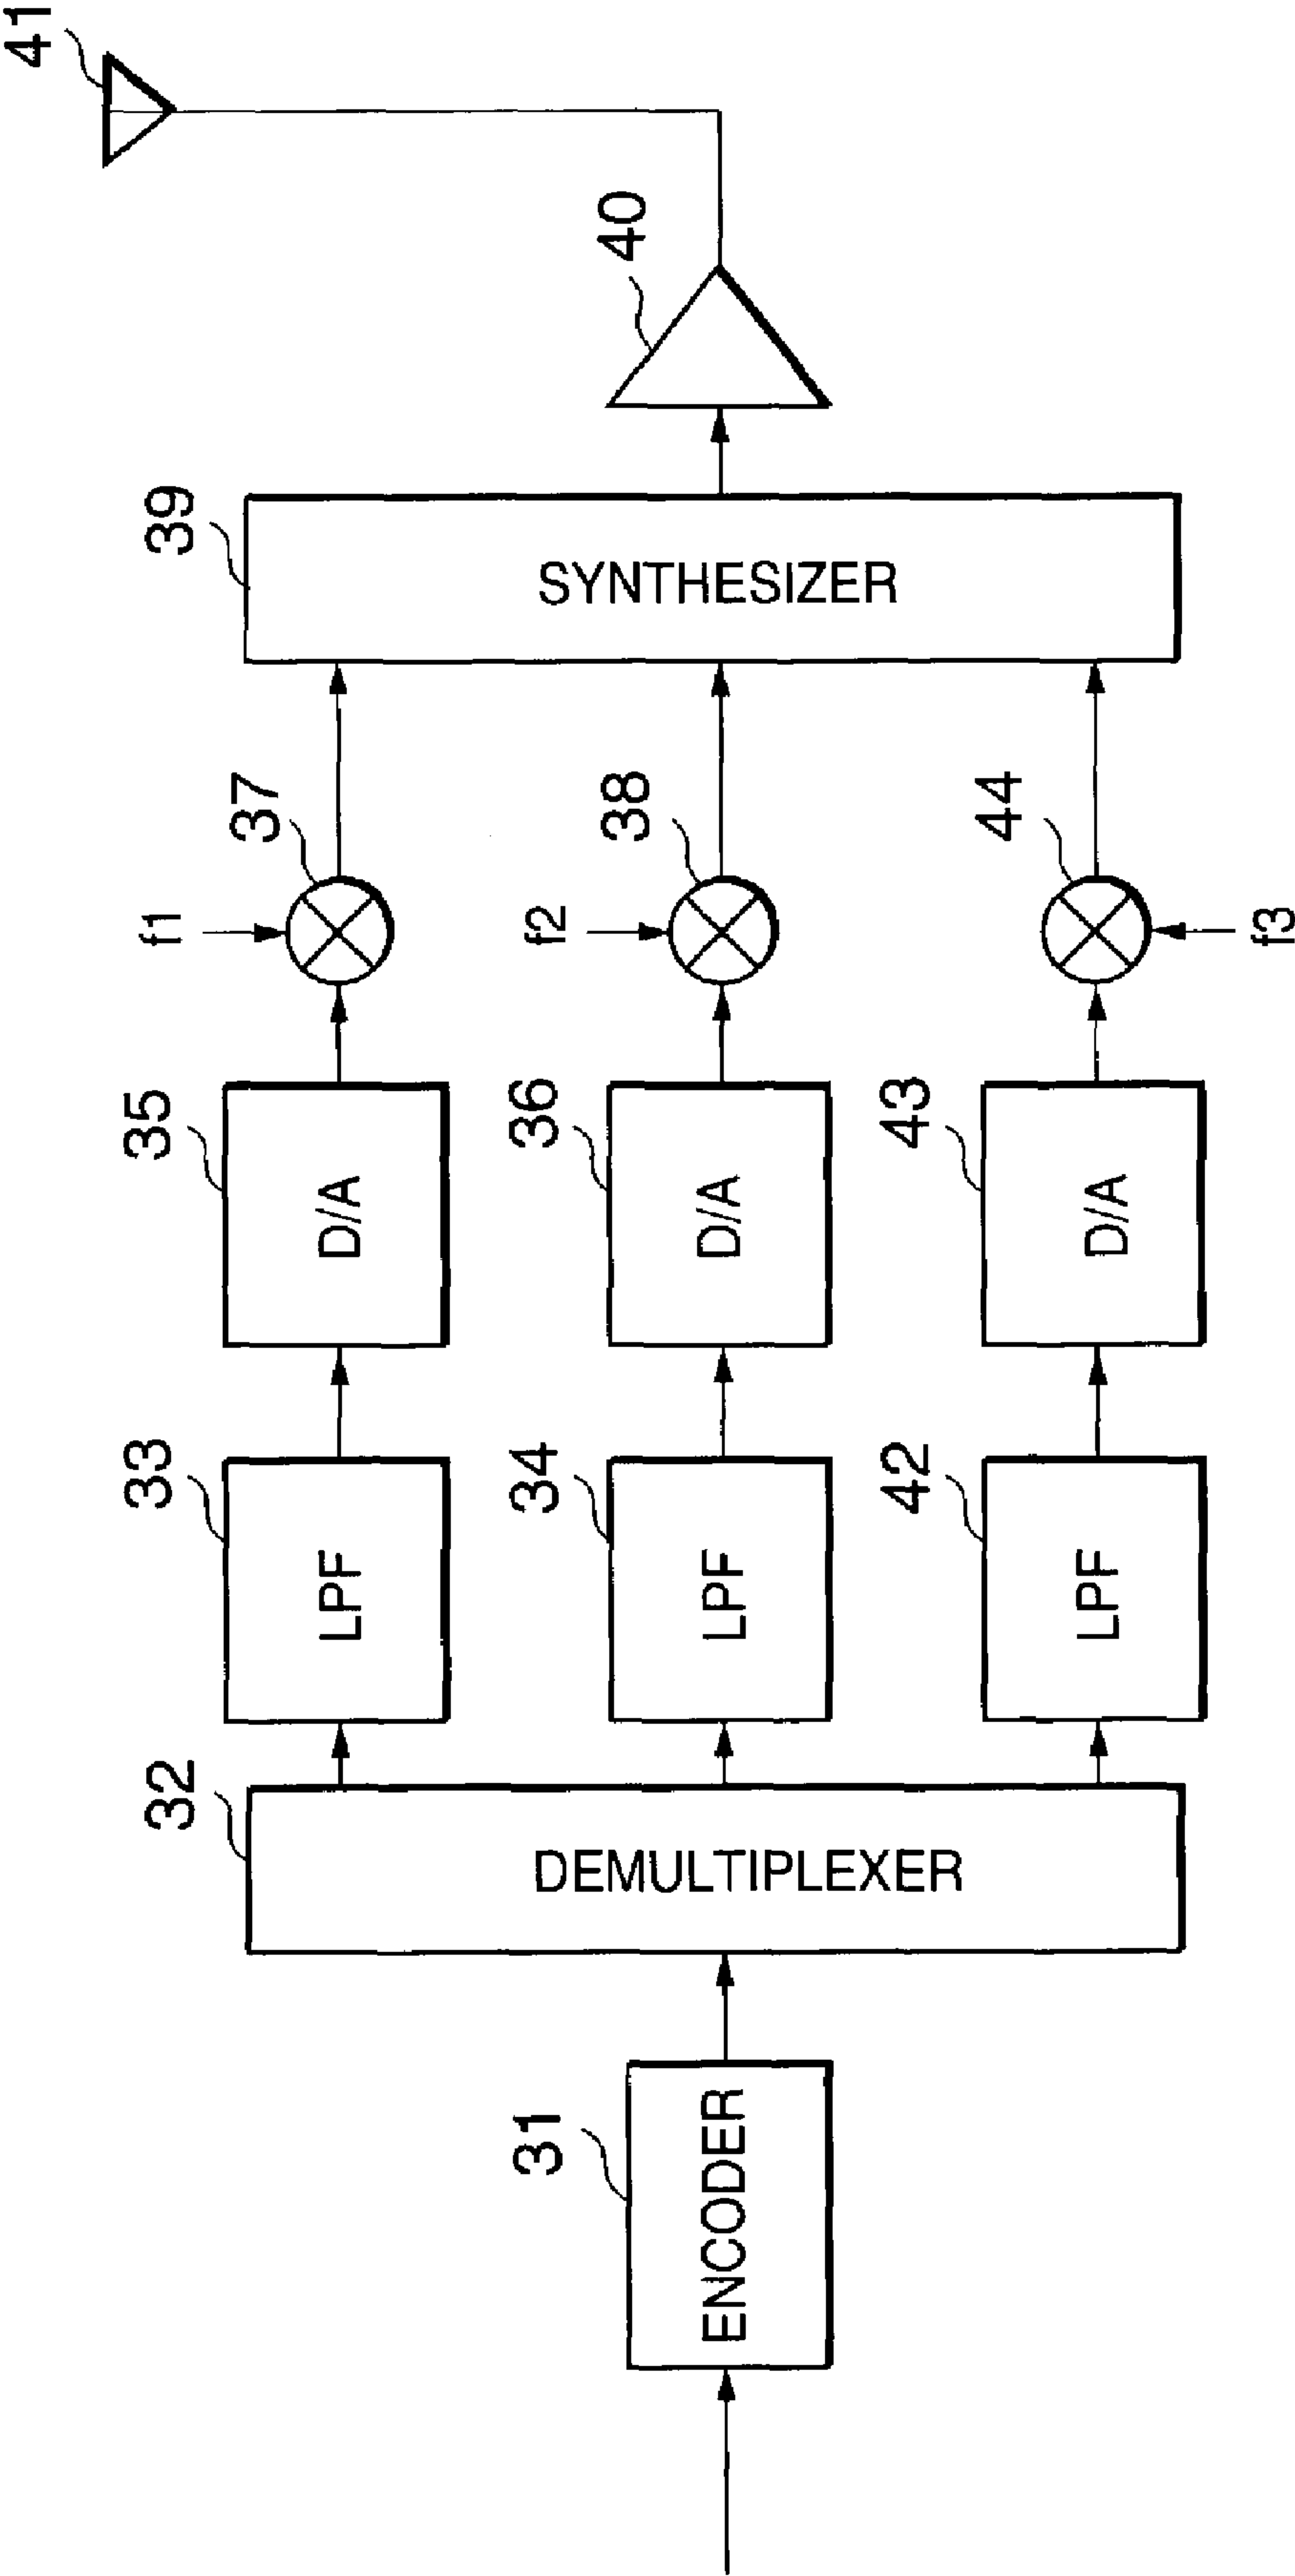 41
40
39
SYNTHESIZER
37
38
44
f1
f2
f3
35
36
43
D/A
D/A
D/A
33
34
42
LPF
LPF
LPF
32
DEMULTIPLEXER
31
ENCODER